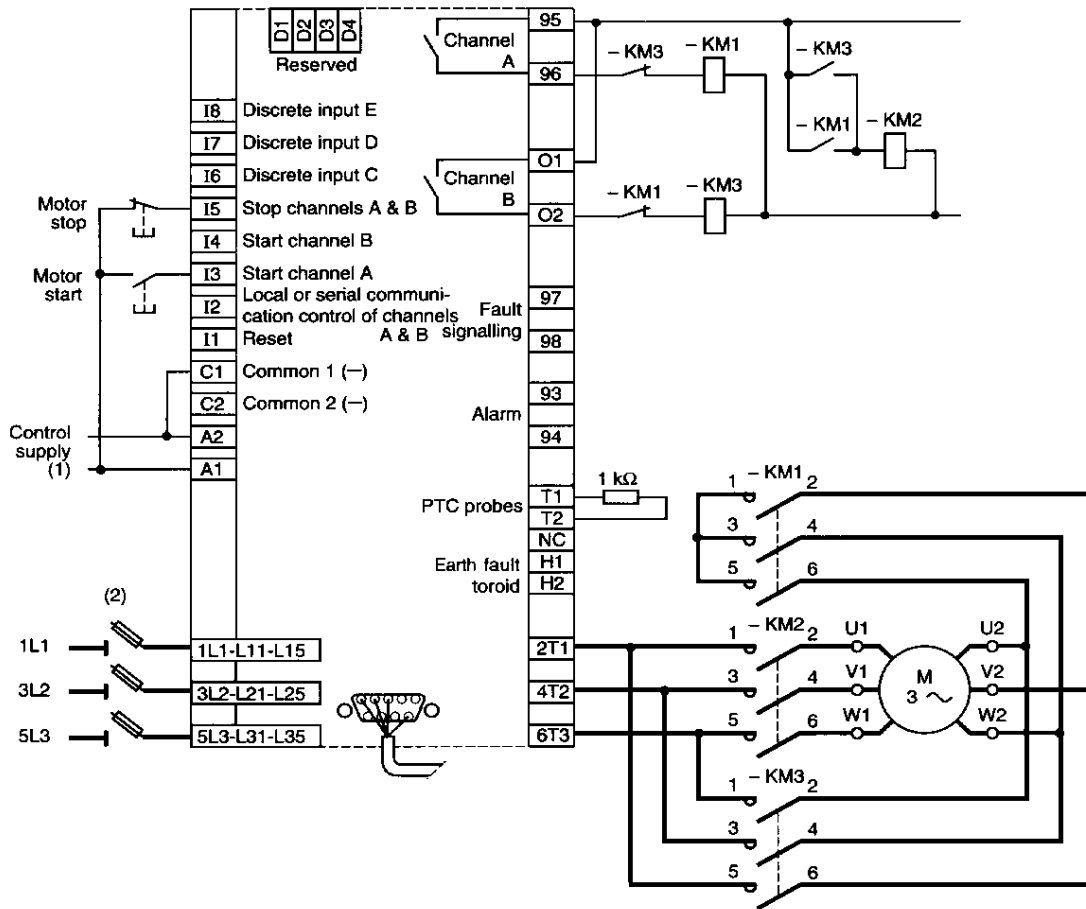 D1 D2 D3 D4
Reserved
Channel A
Channel B
95
96
O1
O2
– KM3
– KM1
– KM3
– KM1
– KM2
– KM1
– KM3
I8 Discrete input E
I7 Discrete input D
I6 Discrete input C
Motor stop
I5 Stop channels A & B
I4 Start channel B
Motor start
I3 Start channel A
I2 Local or serial communi-
cation control of channels
A & B
I1 Reset
C1 Common 1 (–)
C2 Common 2 (–)
Control supply (1)
A2
A1
Fault signalling
97
98
Alarm
93
94
PTC probes
T1
T2
1 kΩ
NC
Earth fault toroid
H1
H2
(2)
1L1
1L1-L11-L15
3L2
3L2-L21-L25
5L3
5L3-L31-L35
2T1
4T2
6T3
– KM1
1 2
3 4
5 6
– KM2
1 2
3 4
5 6
U1
V1
W1
M
3 ~
U2
V2
W2
– KM3
1 2
3 4
5 6